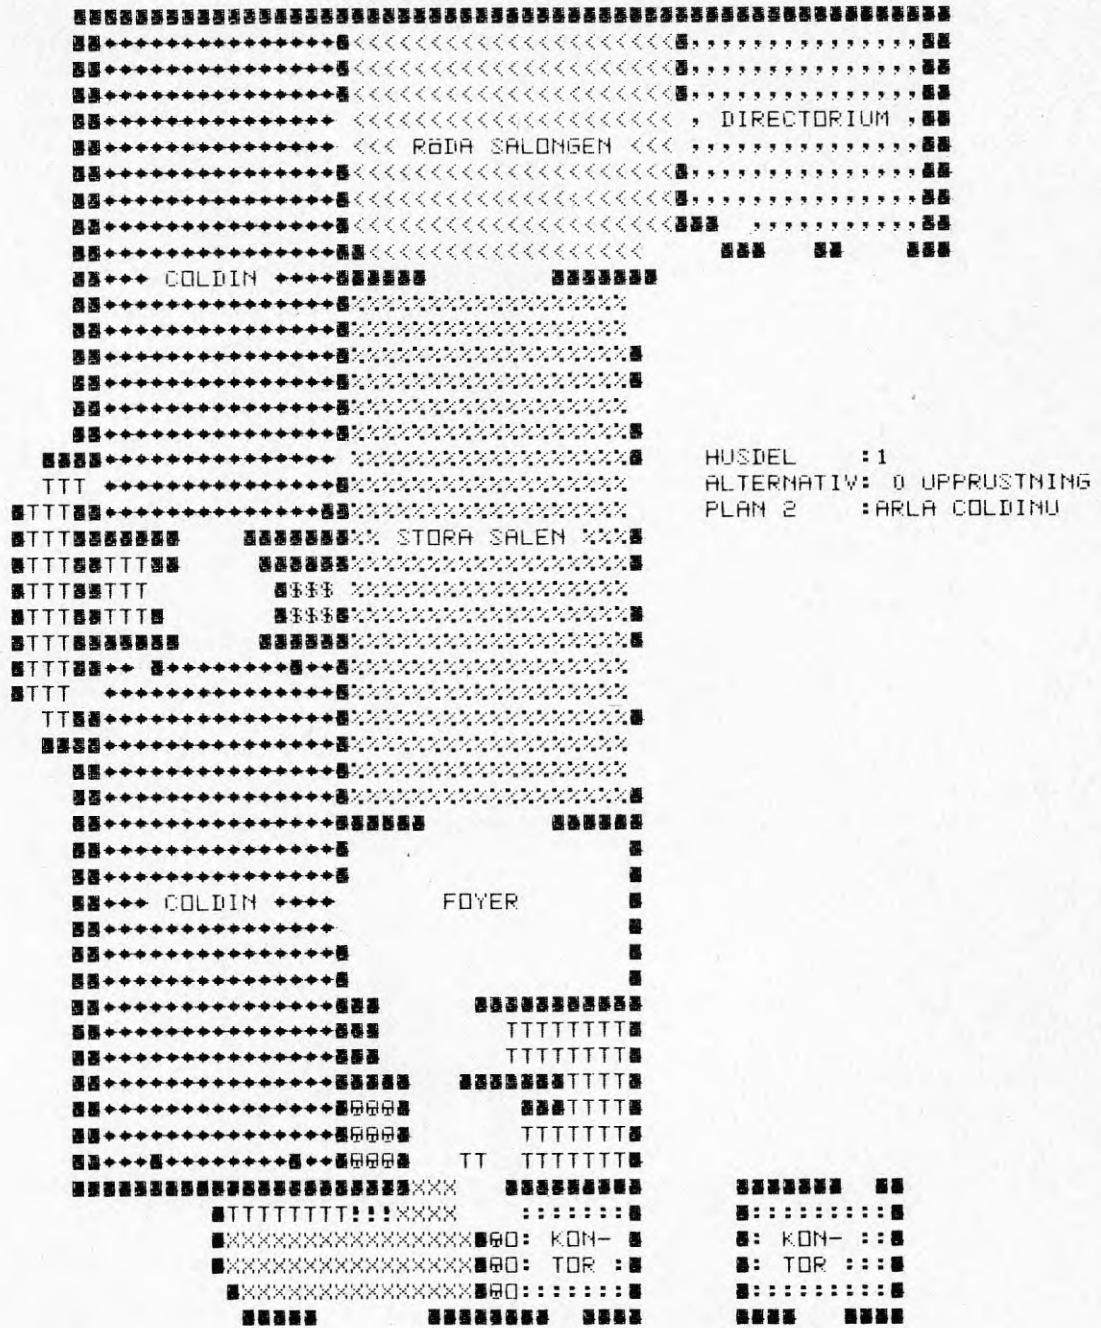 DIRECTORIUM
RÖDA SALONGEN
COLDIN
HUSDEL :1
ALTERNATIV: 0 UPPRUSTNING
PLAN 2 :ARLA COLDINU
STORA SALEN
COLDIN FOYER
KON- KON-
TOR TOR